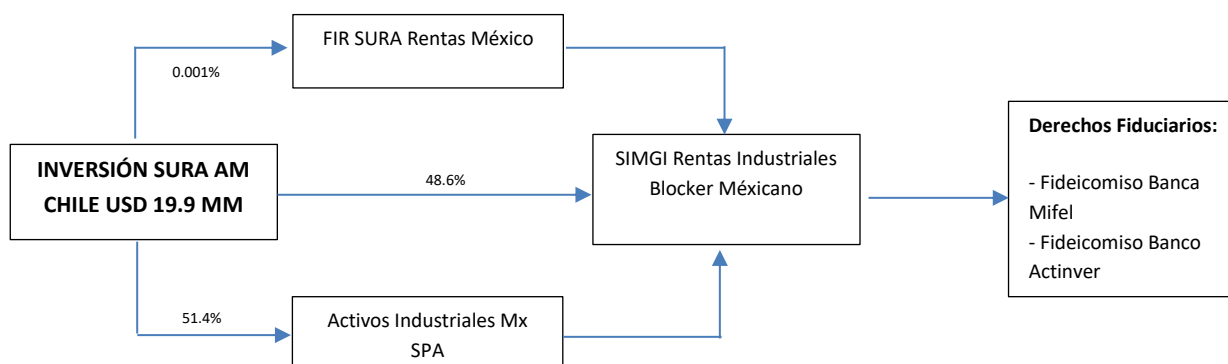 FIR SURA Rentas México
0.001%
INVERSIÓN SURA AM
CHILE USD 19.9 MM
48.6%
SIMGI Rentas Industriales
Blocker Méxicano
Derechos Fiduciarios:
- Fideicomiso Banca
Mifel
- Fideicomiso Banco
Actinver
51.4%
Activos Industriales Mx
SPA